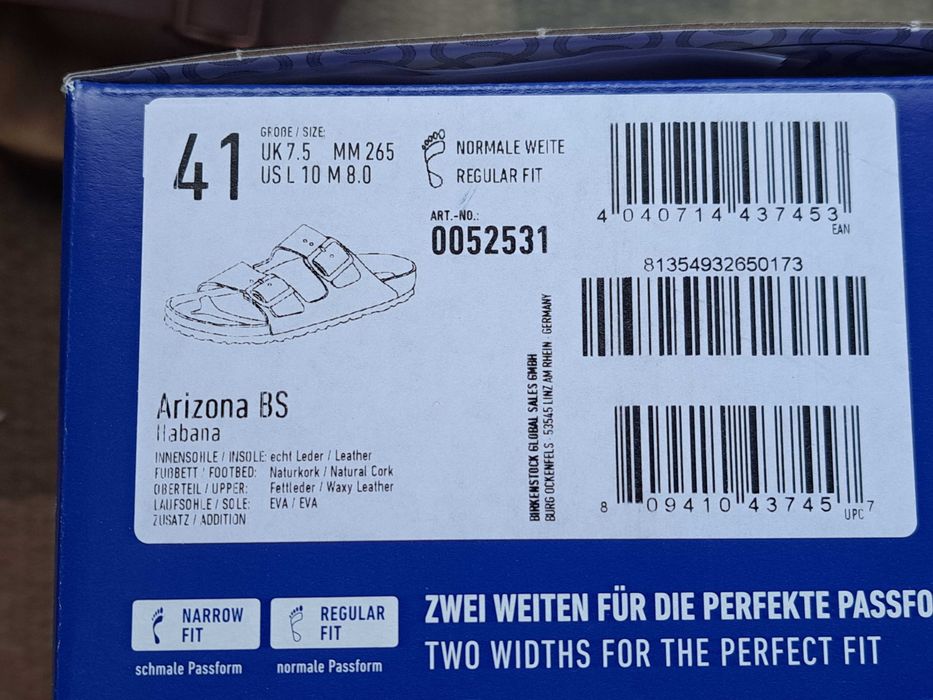 41
GRÖẞE / SIZE:
UK 7.5 MM 265
US L 10 M 8.0
NORMALE WEITE
REGULAR FIT
ART.-NO.:
0052531
4 040714 437453
EAN
81354932650173
8 09410 43745 7
UPC
BIRKENSTOCK GLOBAL SALES GMBH
BURG OCKENFELS · 53545 LINZ AM RHEIN · GERMANY
Arizona BS
Habana
INNENSOHLE / INSOLE: echt Leder / Leather
FUßBETT / FOOTBED: Naturkork / Natural Cork
OBERTEIL / UPPER: Fettleder / Waxy Leather
LAUFSOHLE / SOLE: EVA / EVA
ZUSATZ / ADDITION
NARROW
FIT
schmale Passform
REGULAR
FIT
normale Passform
ZWEI WEITEN FÜR DIE PERFEKTE PASSFO
TWO WIDTHS FOR THE PERFECT FIT